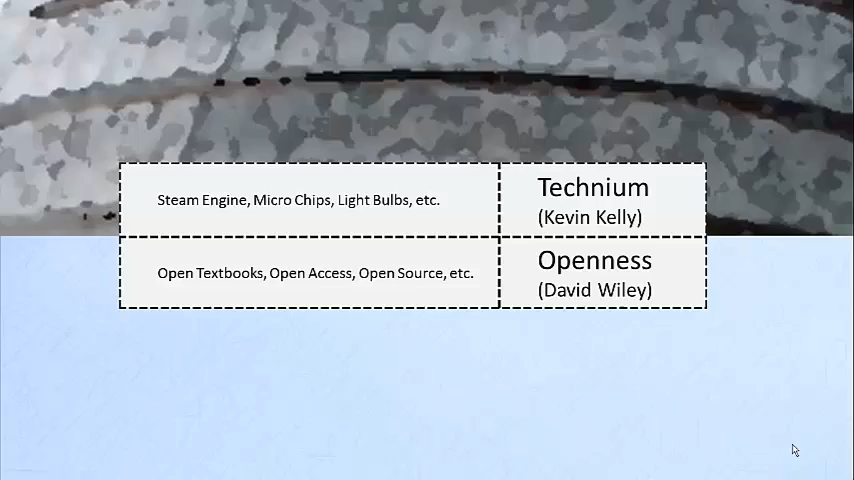 Steam Engine, Micro Chips, Light Bulbs, etc.
Technium
(Kevin Kelly)
Open Textbooks, Open Access, Open Source, etc.
Openness
(David Wiley)